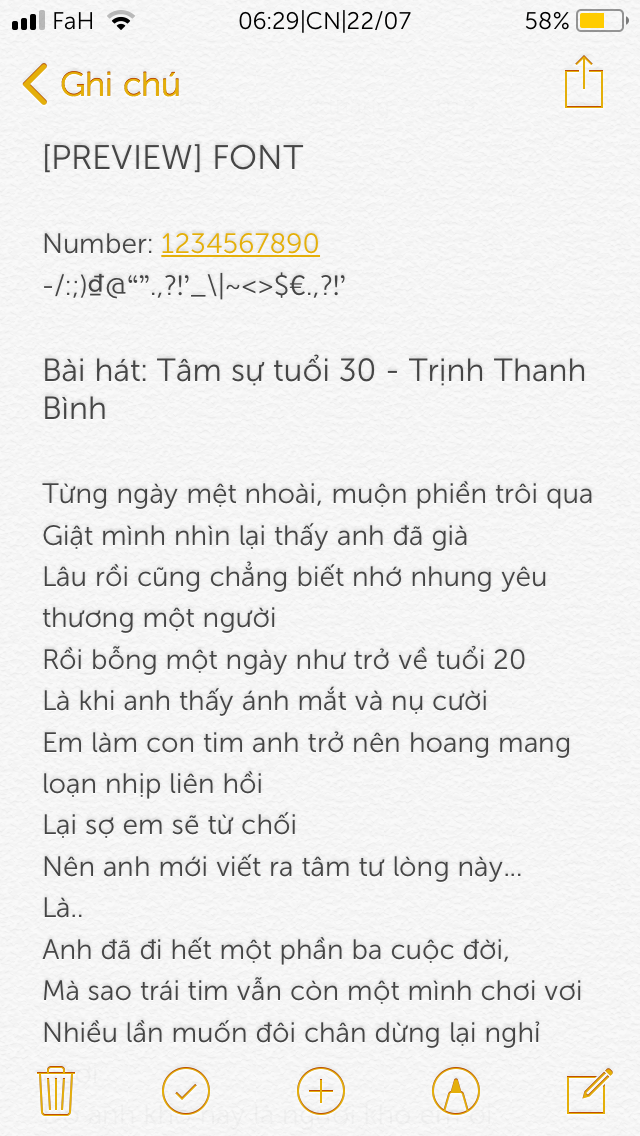 FaH 06:29|CN|22/07 58%
Ghi chú
[PREVIEW] FONT
Number: 1234567890
-/:;)₫@“”.,?!’_\|~<>$€.,?!’
Bài hát: Tâm sự tuổi 30 - Trịnh Thanh
Bình
Từng ngày mệt nhoài, muộn phiền trôi qua
Giật mình nhìn lại thấy anh đã già
Lâu rồi cũng chẳng biết nhớ nhung yêu
thương một người
Rồi bỗng một ngày như trở về tuổi 20
Là khi anh thấy ánh mắt và nụ cười
Em làm con tim anh trở nên hoang mang
loạn nhịp liên hồi
Lại sợ em sẽ từ chối
Nên anh mới viết ra tâm tư lòng này...
Là..
Anh đã đi hết một phần ba cuộc đời,
Mà sao trái tim vẫn còn một mình chơi vơi
Nhiều lần muốn đôi chân dừng lại nghỉ